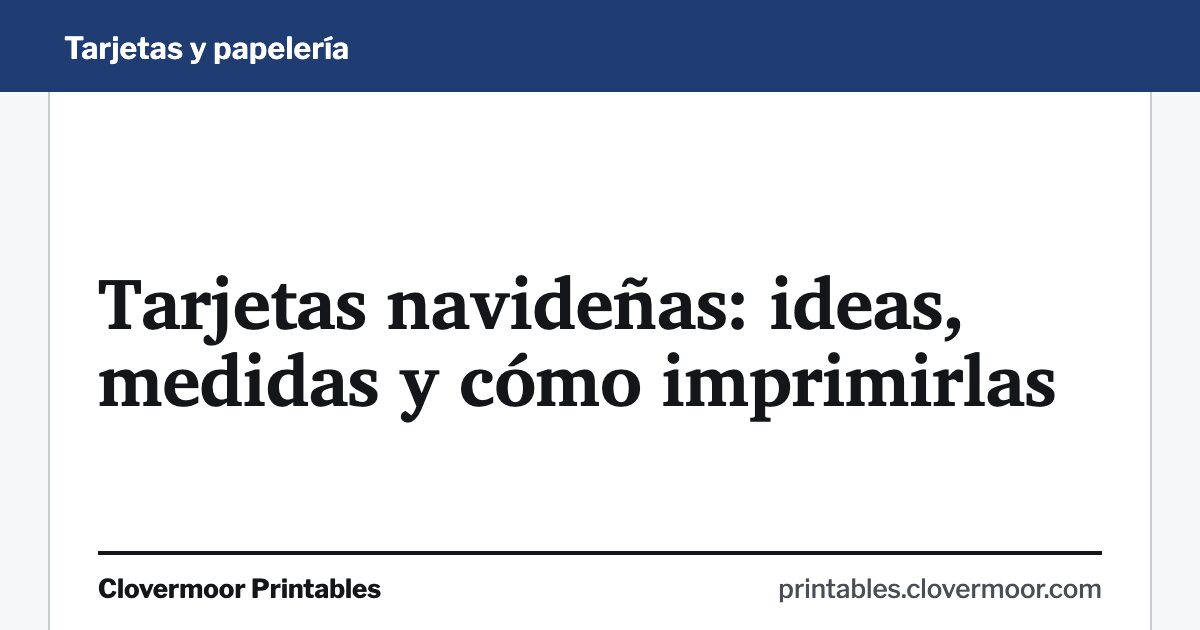 Tarjetas y papelería
Tarjetas navideñas: ideas,
medidas y cómo imprimirlas
Clovermoor Printables
printables.clovermoor.com